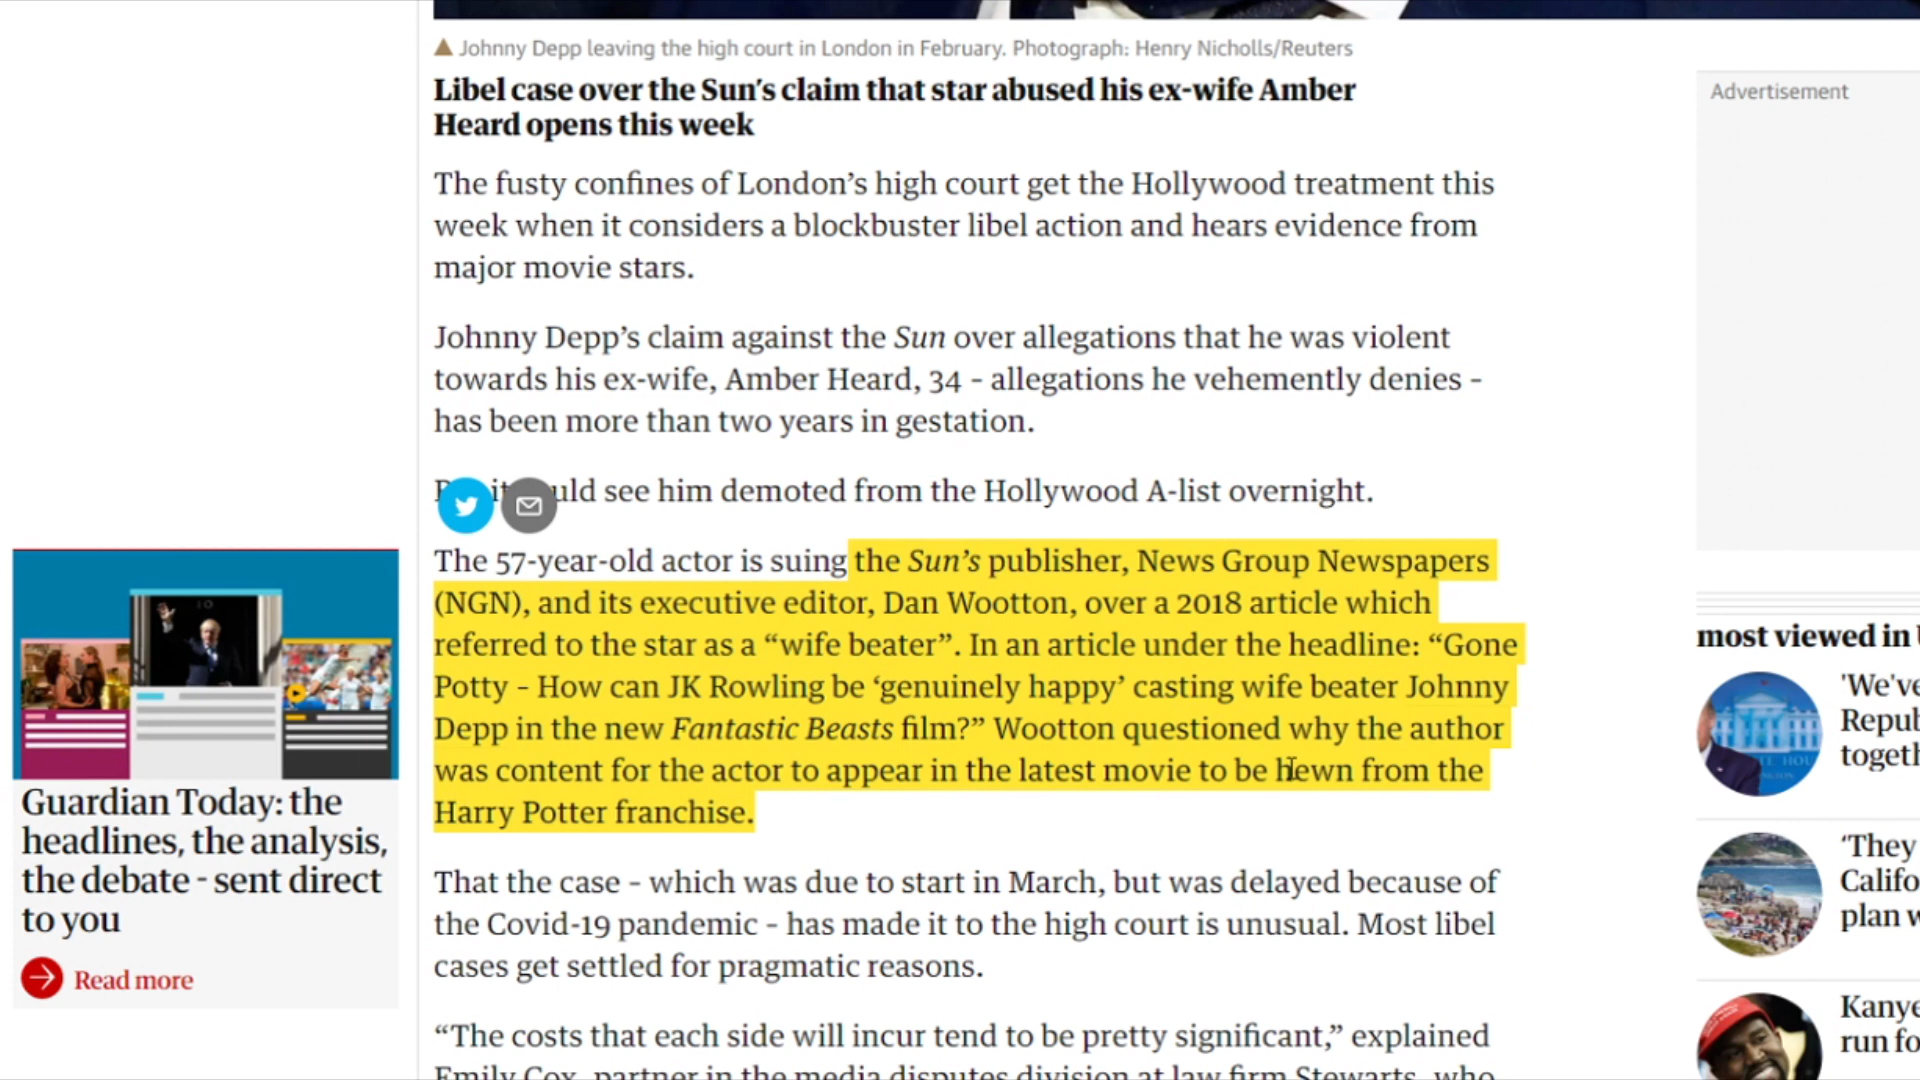 Johnny Depp leaving the high court in London in February. Photograph: Henry Nicholls/Reuters
Libel case over the Sun's claim that star abused his ex-wife Amber
Heard opens this week
The fusty confines of London's high court get the Hollywood treatment this
week when it considers a blockbuster libel action and hears evidence from
major movie stars.
Johnny Depp's claim against the Sun over allegations that he was violent
towards his ex-wife, Amber Heard, 34 - allegations he vehemently denies -
has been more than two years in gestation.
see him demoted from the Hollywood A-list overnight.
The 57-year-old actor is suing the Sun's publisher, News Group Newspapers
(NGN), and its executive editor, Dan Wootton, over a 2018 article which
referred to the star as a “wife beater”. In an article under the headline: “Gone
Potty - How can JK Rowling be ‘genuinely happy’ casting wife beater Johnny
Depp in the new Fantastic Beasts film?” Wootton questioned why the author
was content for the actor to appear in the latest movie to be hewn from the
Harry Potter franchise.
That the case - which was due to start in March, but was delayed because of
the Covid-19 pandemic - has made it to the high court is unusual. Most libel
cases get settled for pragmatic reasons.
“The costs that each side will incur tend to be pretty significant,” explained
Emily Cox, partner in the media disputes division at law firm Stewarts, who
Guardian Today: the
headlines, the analysis,
the debate - sent direct
to you
Read more
Advertisement
most viewed in
'We've
Repub
togeth
‘They
Califo
plan w
Kanye
run fo